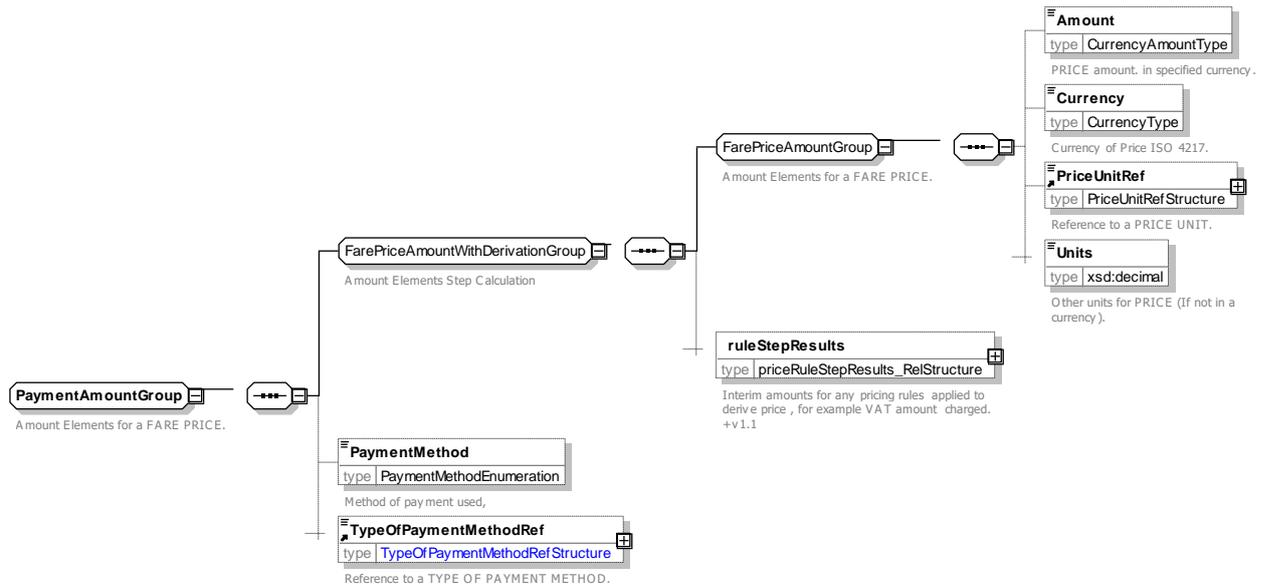 Amount
type CurrencyAmountType
PRICE amount. in specified currency.
Currency
type CurrencyType
Currency of Price ISO 4217.
FarePriceAmountGroup
Amount Elements for a FARE PRICE.
PriceUnitRef
type PriceUnitRefStructure
Reference to a PRICE UNIT.
Units
type xsd:decimal
Other units for PRICE (If not in a
currency).
FarePriceAmountWithDerivationGroup
Amount Elements Step Calculation
ruleStepResults
type priceRuleStepResults_RelStructure
Interim amounts for any pricing rules applied to
derive price , for example VAT amount charged.
+v1.1
PaymentAmountGroup
Amount Elements for a FARE PRICE.
PaymentMethod
type PaymentMethodEnumeration
Method of payment used,
TypeOfPaymentMethodRef
type TypeOfPaymentMethodRefStructure
Reference to a TYPE OF PAYMENT METHOD.